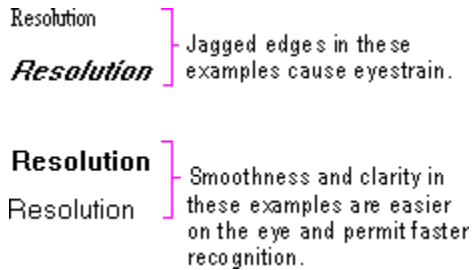 Resolution
Resolution
Jagged edges in these
examples cause eyestrain.
Resolution
Resolution
Smoothness and clarity in
these examples are easier
on the eye and permit faster
recognition.